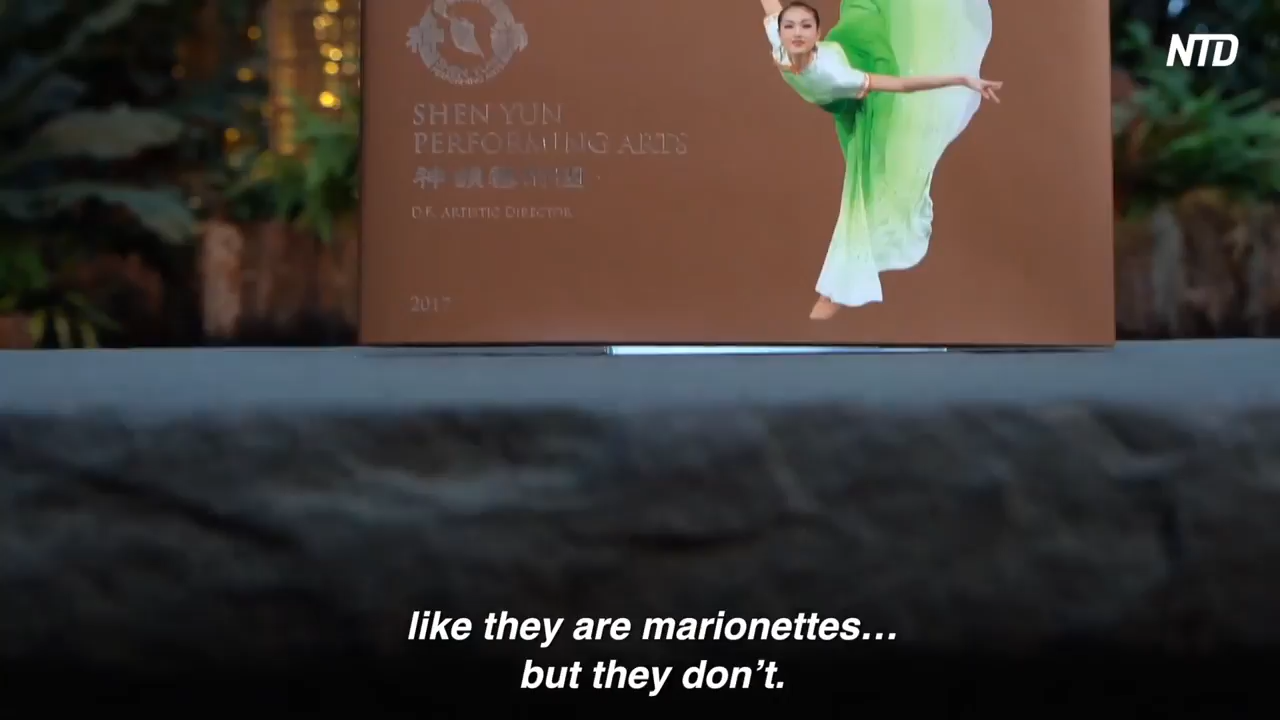 NTD
SHEN YUN
PERFORMING ARTS
神韻藝術團
D.F. ARTISTIC DIRECTOR
2017
like they are marionettes...
but they don't.